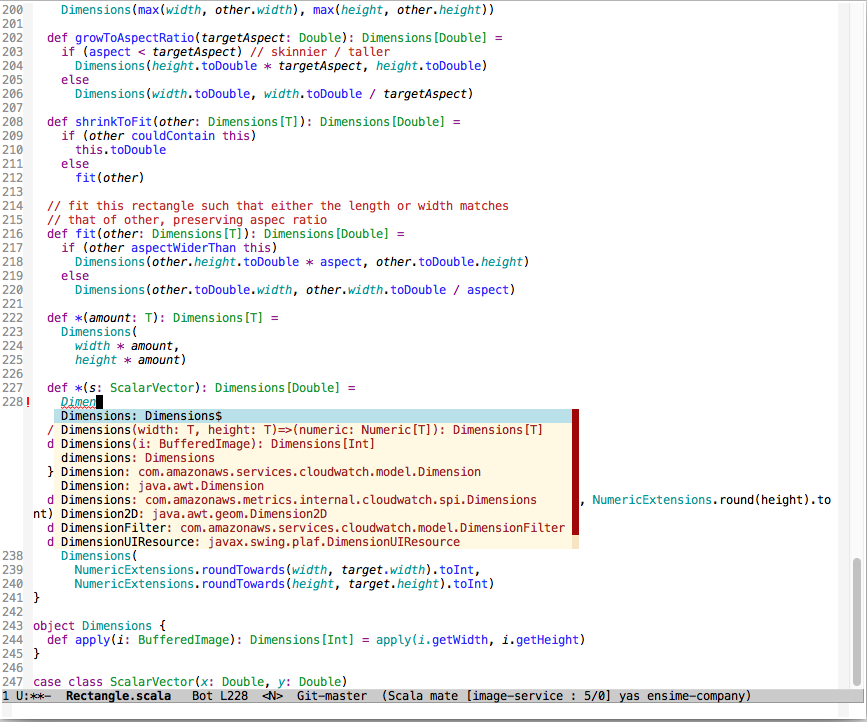 200     Dimensions(max(width, other.width), max(height, other.height))
201
202   def growToAspectRatio(targetAspect: Double): Dimensions[Double] =
203     if (aspect < targetAspect) // skinnier / taller
204       Dimensions(height.toDouble * targetAspect, height.toDouble)
205     else
206       Dimensions(width.toDouble, width.toDouble / targetAspect)
207
208   def shrinkToFit(other: Dimensions[T]): Dimensions[Double] =
209     if (other couldContain this)
210       this.toDouble
211     else
212       fit(other)
213
214   // fit this rectangle such that either the length or width matches
215   // that of other, preserving aspec ratio
216   def fit(other: Dimensions[T]): Dimensions[Double] =
217     if (other aspectWiderThan this)
218       Dimensions(other.height.toDouble * aspect, other.toDouble.height)
219     else
220       Dimensions(other.toDouble.width, other.width.toDouble / aspect)
221
222   def *(amount: T): Dimensions[T] =
223     Dimensions(
224       width * amount,
225       height * amount)
226
227   def *(s: ScalarVector): Dimensions[Double] =
228!    Dimen
Dimensions: Dimensions$
/ Dimensions(width: T, height: T)=>(numeric: Numeric[T]): Dimensions[T]
d Dimensions(i: BufferedImage): Dimensions[Int]
dimensions: Dimensions
} Dimension: com.amazonaws.services.cloudwatch.model.Dimension
Dimension: java.awt.Dimension
d Dimensions: com.amazonaws.metrics.internal.cloudwatch.spi.Dimensions , NumericExtensions.round(height).to
nt) Dimension2D: java.awt.geom.Dimension2D
d DimensionFilter: com.amazonaws.services.cloudwatch.model.DimensionFilter
d DimensionUIResource: javax.swing.plaf.DimensionUIResource
238     Dimensions(
239       NumericExtensions.roundTowards(width, target.width).toInt,
240       NumericExtensions.roundTowards(height, target.height).toInt)
241 }
242
243 object Dimensions {
244   def apply(i: BufferedImage): Dimensions[Int] = apply(i.getWidth, i.getHeight)
245 }
246
247 case class ScalarVector(x: Double, y: Double)
1 U:**-  Rectangle.scala   Bot L228  <N>  Git-master  (Scala mate [image-service : 5/0] yas ensime-company)